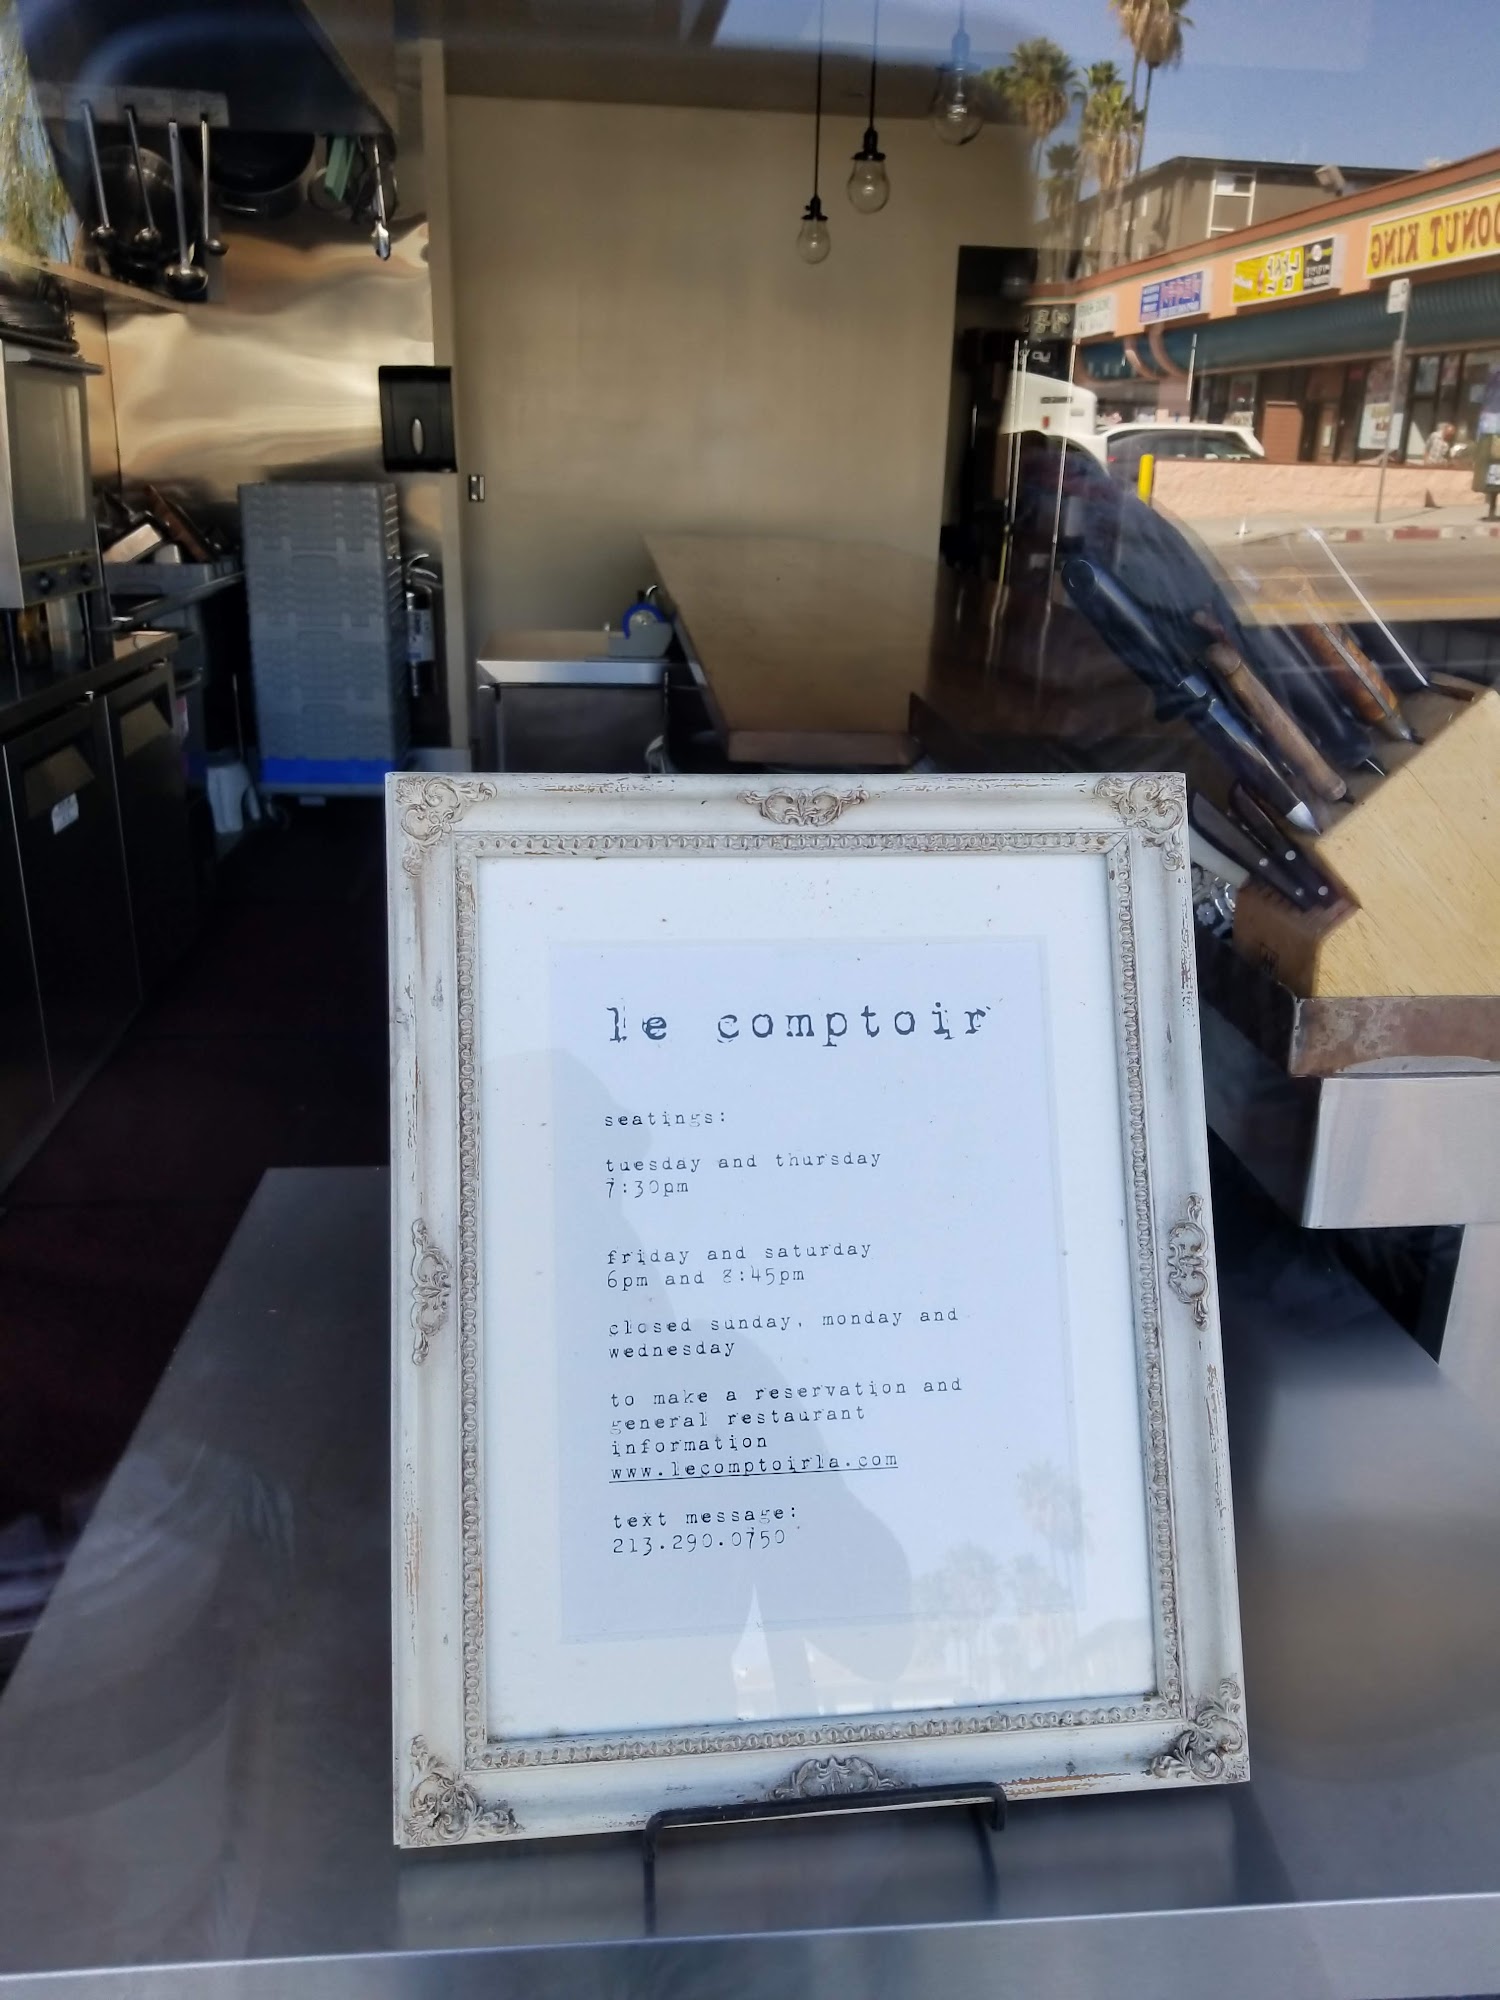 DONUT KING
le comptoir
seatings:
tuesday and thursday
7:30pm
friday and saturday
6pm and 8:45pm
closed sunday, monday and
wednesday
to make a reservation and
general restaurant
information
www.lecomptoirla.com
text message:
213.290.0750